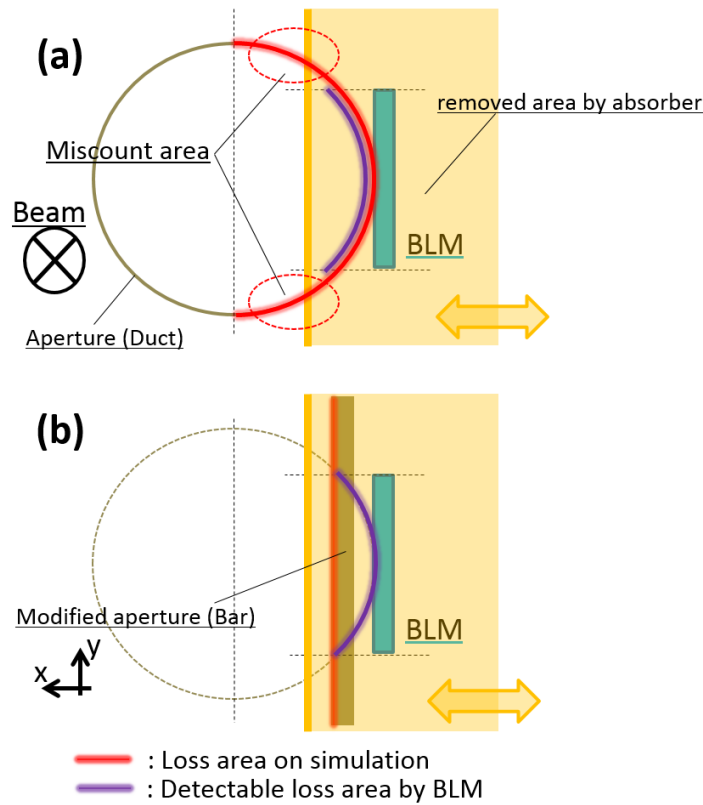 (a)
removed area by absorber
Miscount area
Beam
BLM
Aperture (Duct)
(b)
Modified aperture (Bar)
BLM
y
x
: Loss area on simulation
: Detectable loss area by BLM